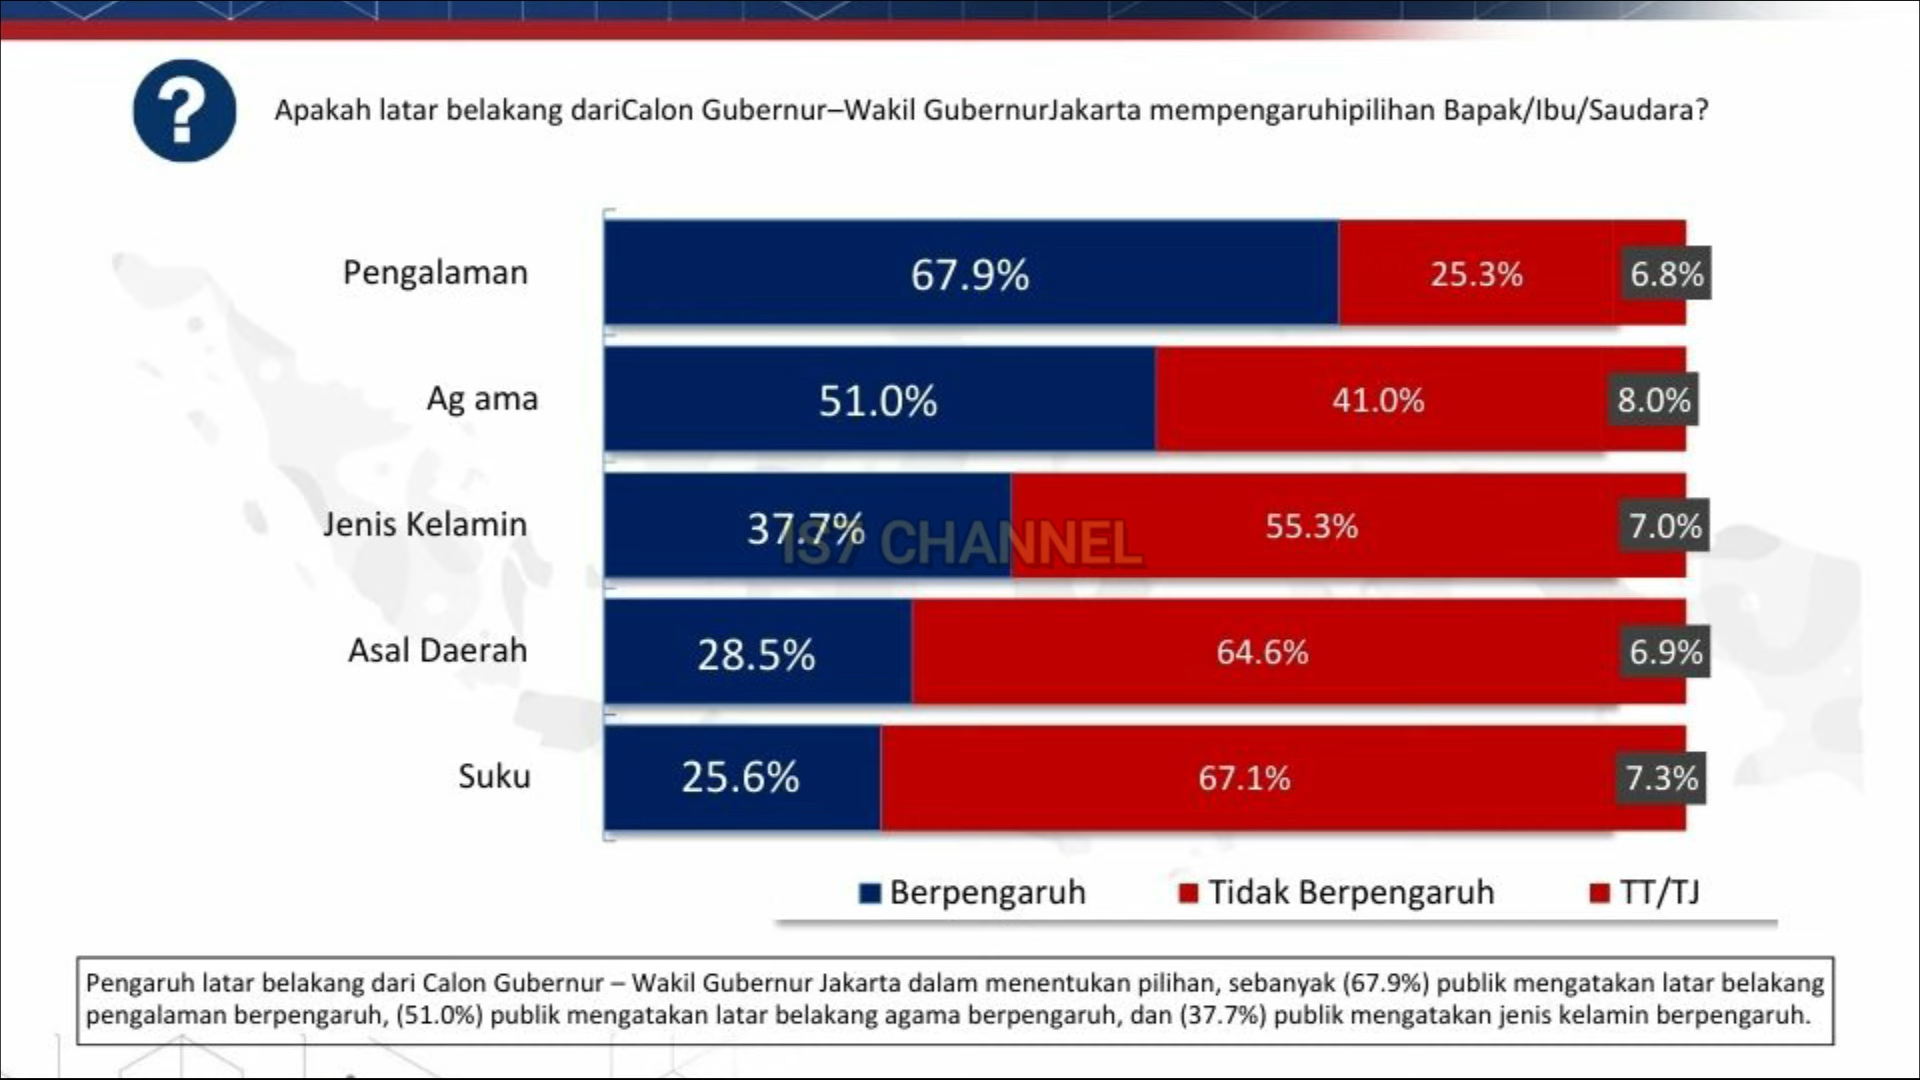 ?
Apakah latar belakang dariCalon Gubernur–Wakil GubernurJakarta mempengaruhipilihan Bapak/Ibu/Saudara?
Pengalaman 67.9% 25.3% 6.8%
Ag ama 51.0% 41.0% 8.0%
Jenis Kelamin 37.7% 55.3% 7.0%
IS7 CHANNEL
Asal Daerah 28.5% 64.6% 6.9%
Suku 25.6% 67.1% 7.3%
Berpengaruh Tidak Berpengaruh TT/TJ
Pengaruh latar belakang dari Calon Gubernur – Wakil Gubernur Jakarta dalam menentukan pilihan, sebanyak (67.9%) publik mengatakan latar belakang
pengalaman berpengaruh, (51.0%) publik mengatakan latar belakang agama berpengaruh, dan (37.7%) publik mengatakan jenis kelamin berpengaruh.